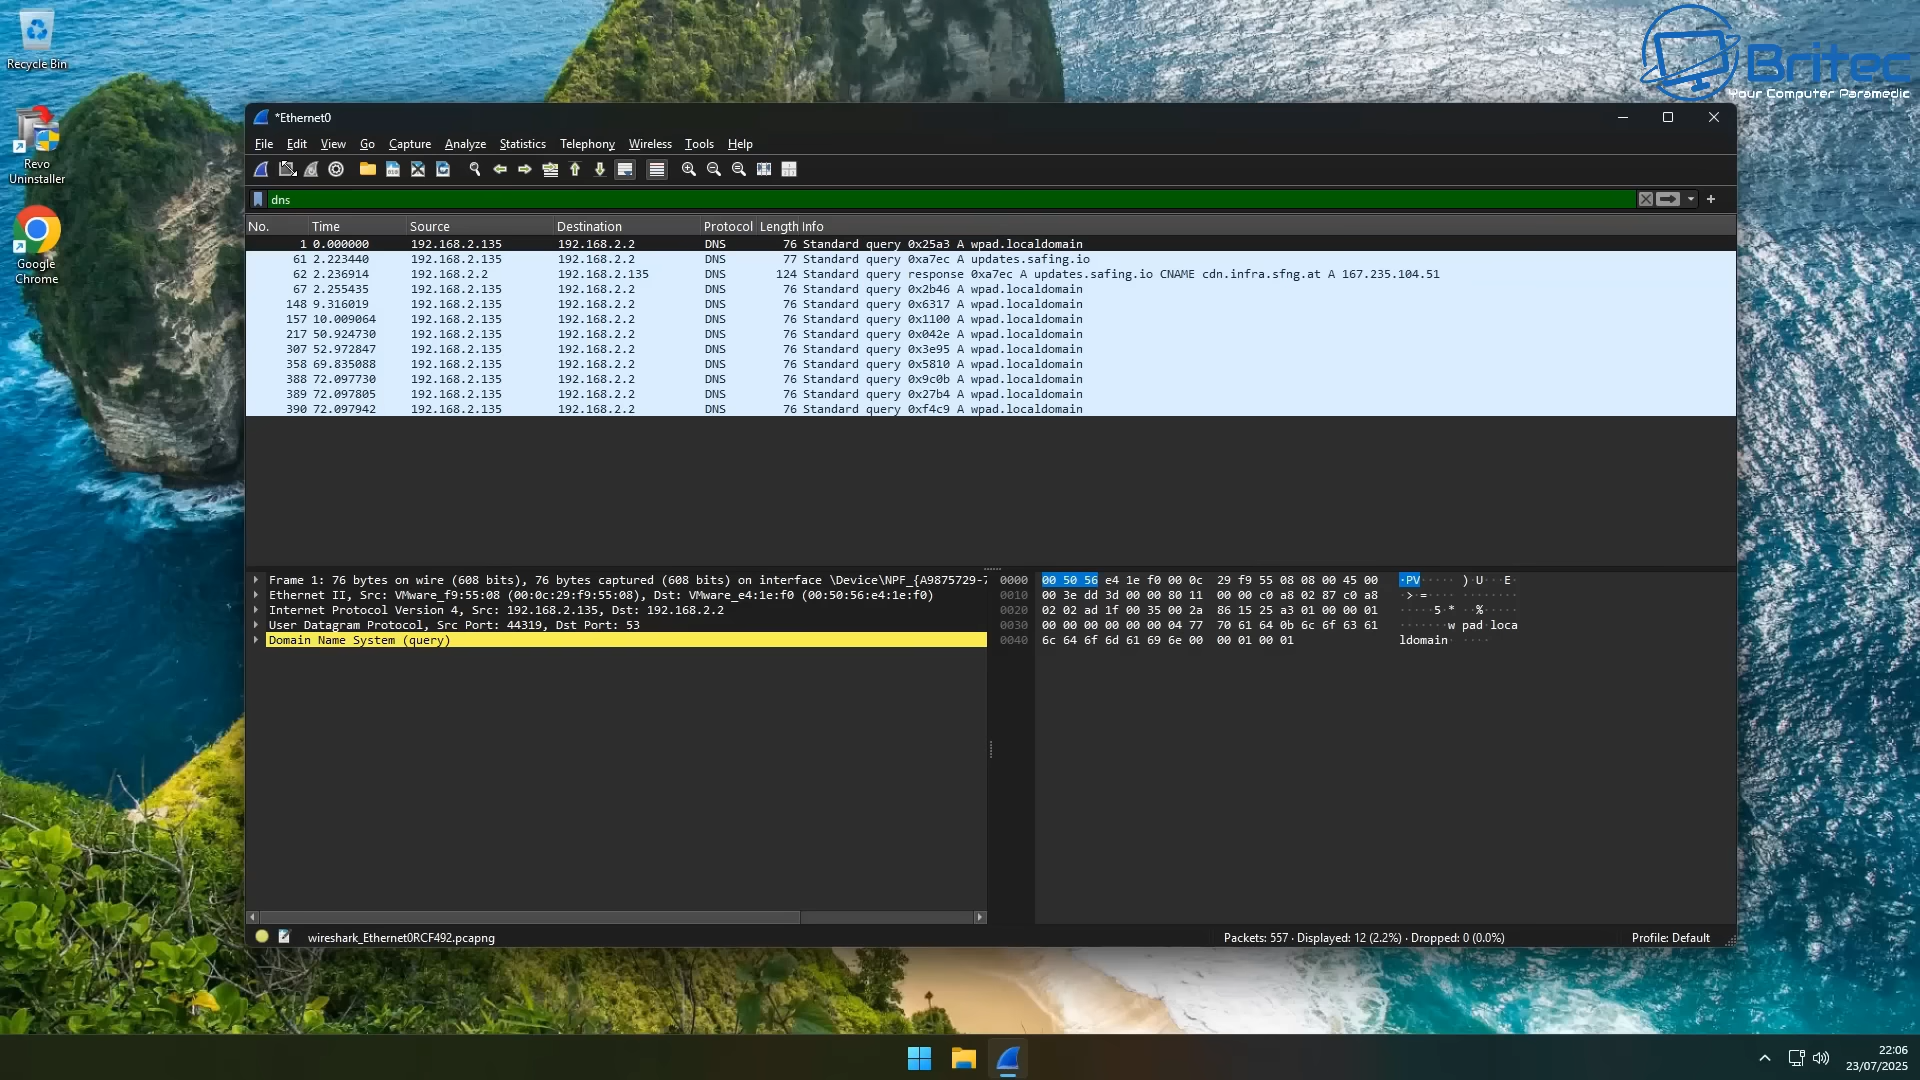 Recycle Bin
Revo Uninstaller
Google Chrome
Britec
Your Computer Paramedic
*Ethernet0
File Edit View Go Capture Analyze Statistics Telephony Wireless Tools Help
dns
No. Time Source Destination Protocol Length Info
1 0.000000 192.168.2.135 192.168.2.2 DNS 76 Standard query 0x25a3 A wpad.localdomain
61 2.223440 192.168.2.135 192.168.2.2 DNS 77 Standard query 0xa7ec A updates.safing.io
62 2.236914 192.168.2.2 192.168.2.135 DNS 124 Standard query response 0xa7ec A updates.safing.io CNAME cdn.infra.sfng.at A 167.235.104.51
67 2.255435 192.168.2.135 192.168.2.2 DNS 76 Standard query 0x2b46 A wpad.localdomain
148 9.316019 192.168.2.135 192.168.2.2 DNS 76 Standard query 0x6317 A wpad.localdomain
157 10.009064 192.168.2.135 192.168.2.2 DNS 76 Standard query 0x1100 A wpad.localdomain
217 50.924730 192.168.2.135 192.168.2.2 DNS 76 Standard query 0x042e A wpad.localdomain
307 52.972847 192.168.2.135 192.168.2.2 DNS 76 Standard query 0x3e95 A wpad.localdomain
358 69.835088 192.168.2.135 192.168.2.2 DNS 76 Standard query 0x5810 A wpad.localdomain
388 72.097730 192.168.2.135 192.168.2.2 DNS 76 Standard query 0x9c0b A wpad.localdomain
389 72.097805 192.168.2.135 192.168.2.2 DNS 76 Standard query 0x27b4 A wpad.localdomain
390 72.097942 192.168.2.135 192.168.2.2 DNS 76 Standard query 0xf4c9 A wpad.localdomain
Frame 1: 76 bytes on wire (608 bits), 76 bytes captured (608 bits) on interface \Device\NPF_{A9875729-7
Ethernet II, Src: VMware_f9:55:08 (00:0c:29:f9:55:08), Dst: VMware_e4:1e:f0 (00:50:56:e4:1e:f0)
Internet Protocol Version 4, Src: 192.168.2.135, Dst: 192.168.2.2
User Datagram Protocol, Src Port: 44319, Dst Port: 53
Domain Name System (query)
0000 00 50 56 e4 1e f0 00 0c 29 f9 55 08 08 00 45 00 ·PV····· )·U···E·
0010 00 3e dd 3d 00 00 80 11 00 00 c0 a8 02 87 c0 a8 ·>·=···· ········
0020 02 02 ad 1f 00 35 00 2a 86 15 25 a3 01 00 00 01 ·····5·* ··%·····
0030 00 00 00 00 00 00 04 77 70 61 64 0b 6c 6f 63 61 ·······w pad·loca
0040 6c 64 6f 6d 61 69 6e 00 00 01 00 01 ldomain· ····
wireshark_Ethernet0RCF492.pcapng
Packets: 557 · Displayed: 12 (2.2%) · Dropped: 0 (0.0%)
Profile: Default
22:06
23/07/2025